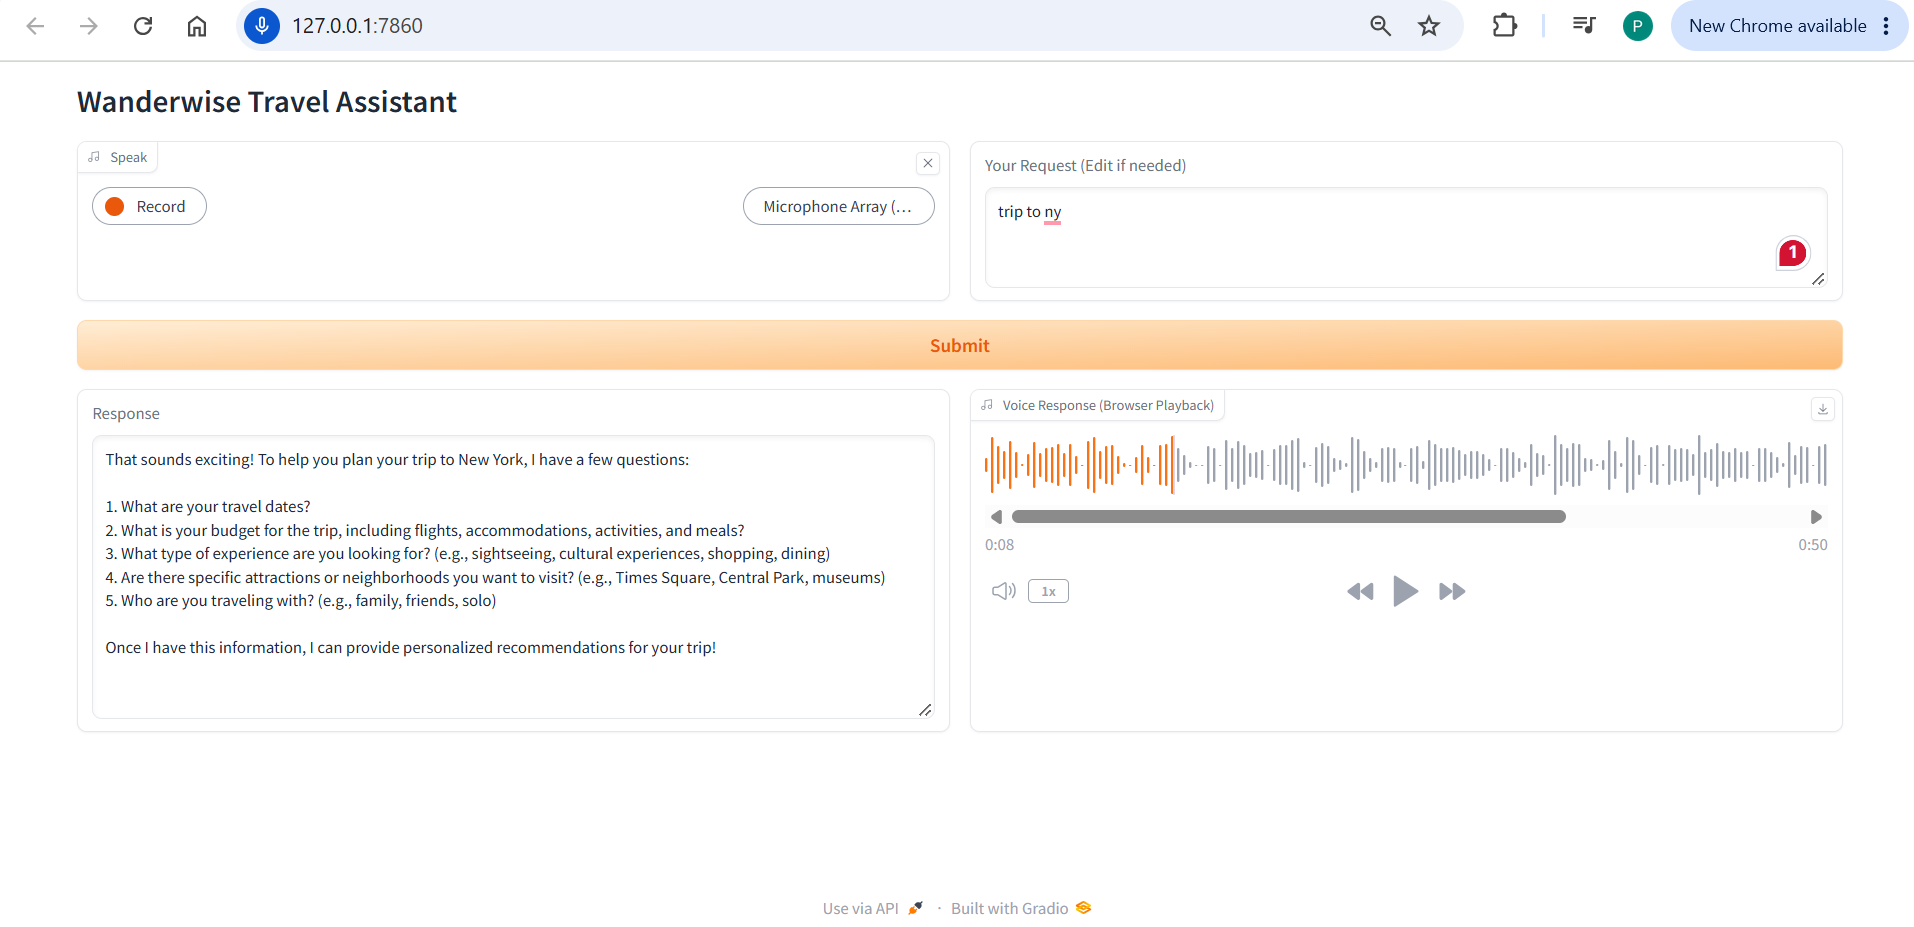 127.0.0.1:7860
P
New Chrome available
Wanderwise Travel Assistant
Speak
Record
Microphone Array (...
Your Request (Edit if needed)
trip to ny
1
Submit
Response
That sounds exciting! To help you plan your trip to New York, I have a few questions:
1. What are your travel dates?
2. What is your budget for the trip, including flights, accommodations, activities, and meals?
3. What type of experience are you looking for? (e.g., sightseeing, cultural experiences, shopping, dining)
4. Are there specific attractions or neighborhoods you want to visit? (e.g., Times Square, Central Park, museums)
5. Who are you traveling with? (e.g., family, friends, solo)
Once I have this information, I can provide personalized recommendations for your trip!
Voice Response (Browser Playback)
0:08
0:50
1x
Use via API · Built with Gradio